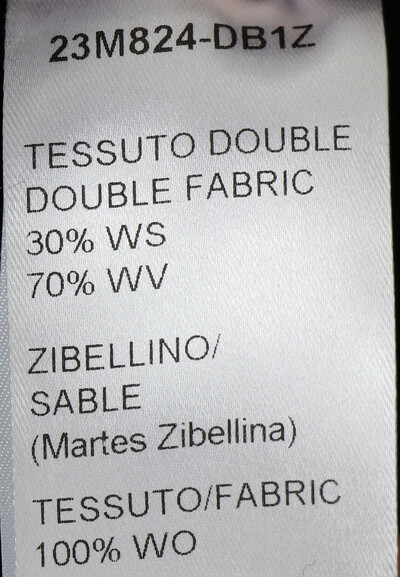 23M824-DB1Z
TESSUTO DOUBLE
DOUBLE FABRIC
30% WS
70% WV
ZIBELLINO/
SABLE
(Martes Zibellina)
TESSUTO/FABRIC
100% WO